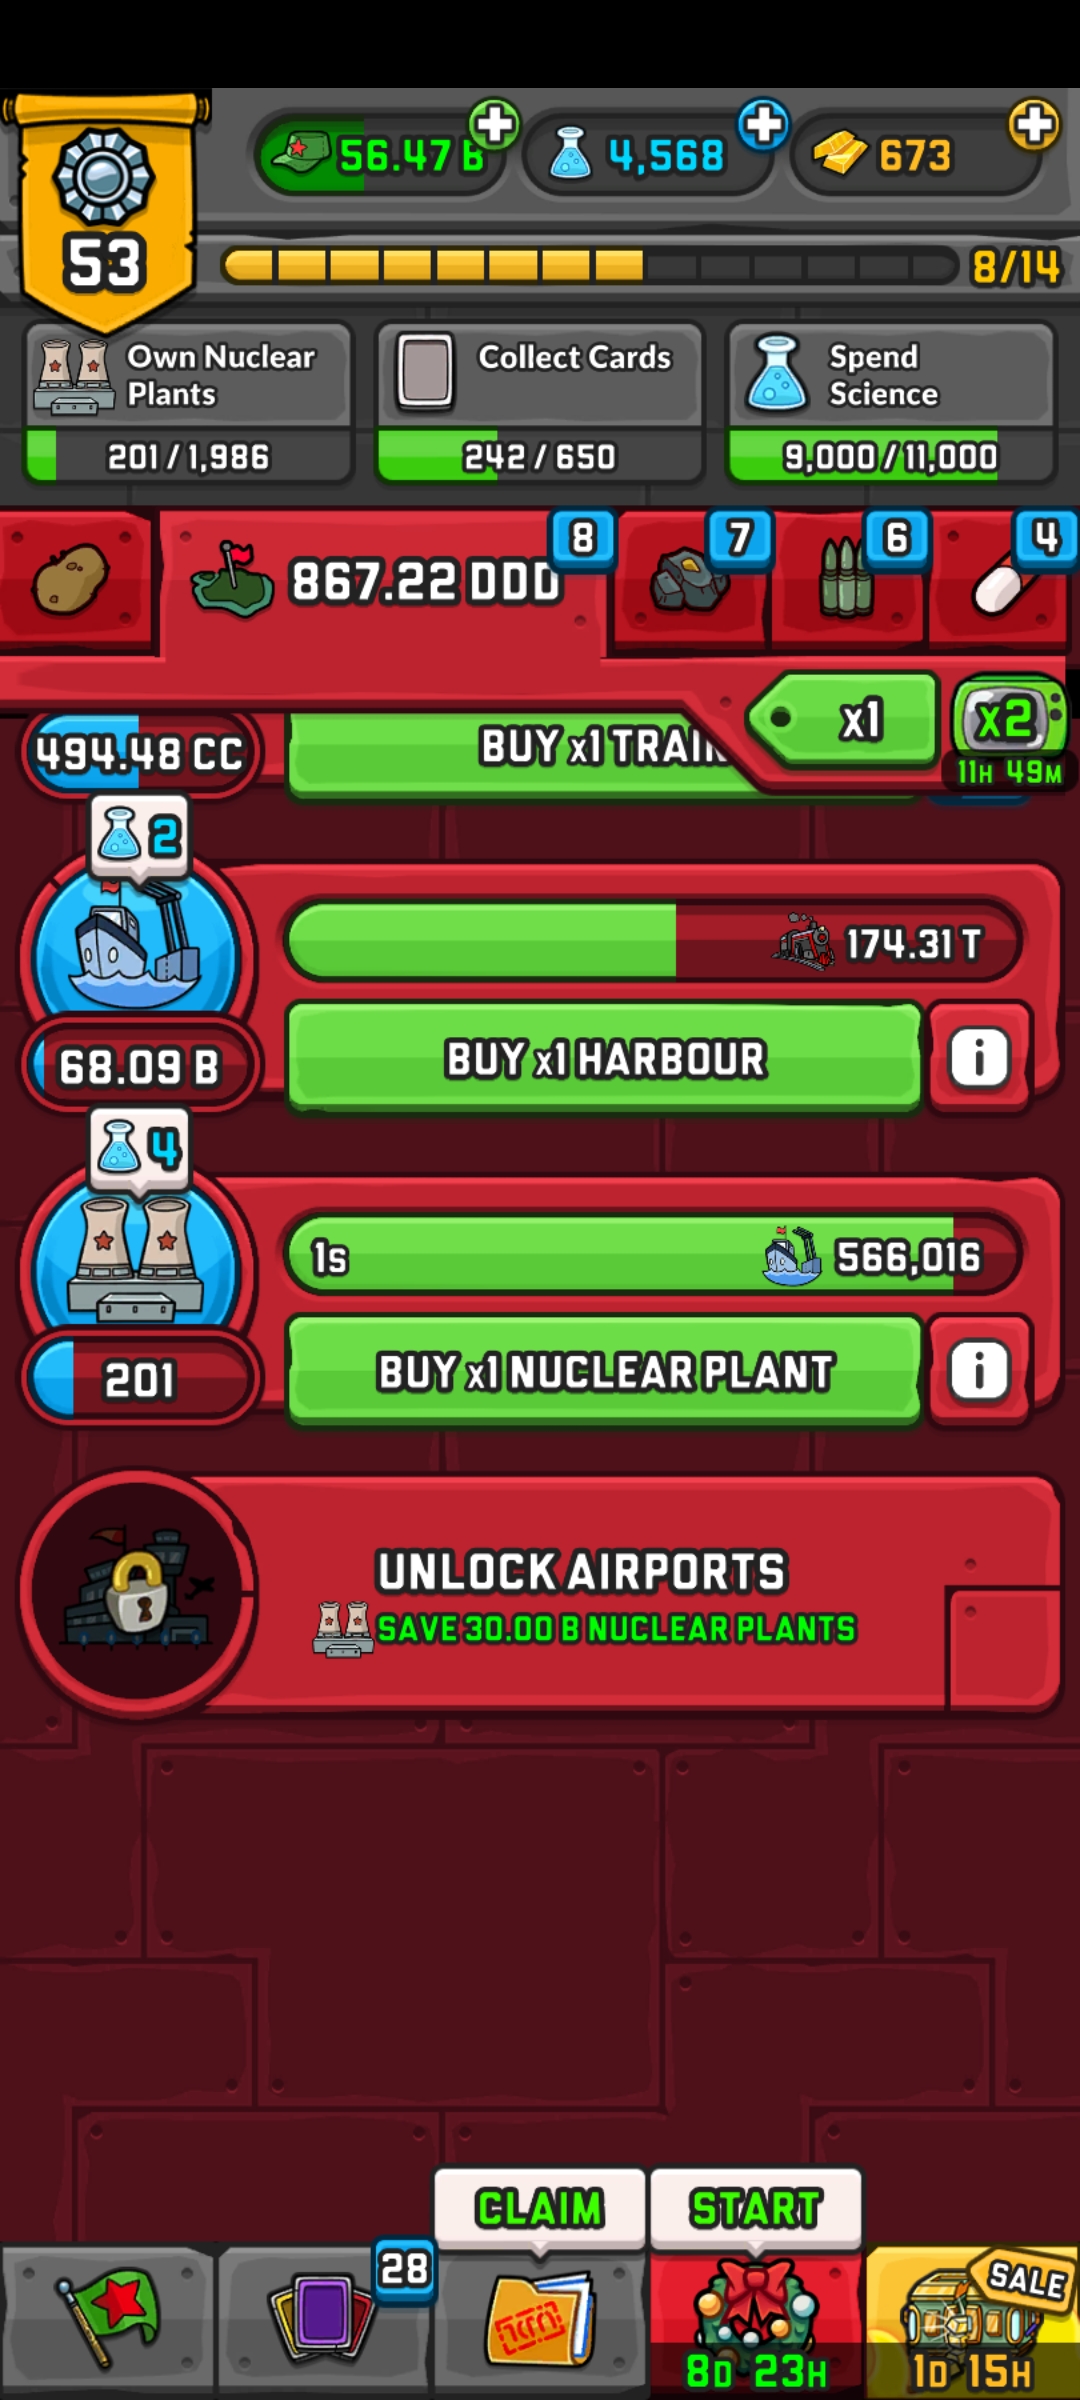 56.47 B
4,568
673
53
8/14
Own Nuclear
Plants
201 / 1,986
Collect Cards
242 / 650
Spend
Science
9,000 / 11,000
867.22 DDD
8
7
6
4
x1
x2
11H 49M
494.48 CC
BUY x1 TRAIN
2
174.31 T
68.09 B
BUY x1 HARBOUR
i
4
1s
566,016
201
BUY x1 NUCLEAR PLANT
i
UNLOCK AIRPORTS
SAVE 30.00 B NUCLEAR PLANTS
CLAIM
START
28
SALE
8D 23H
1D 15H